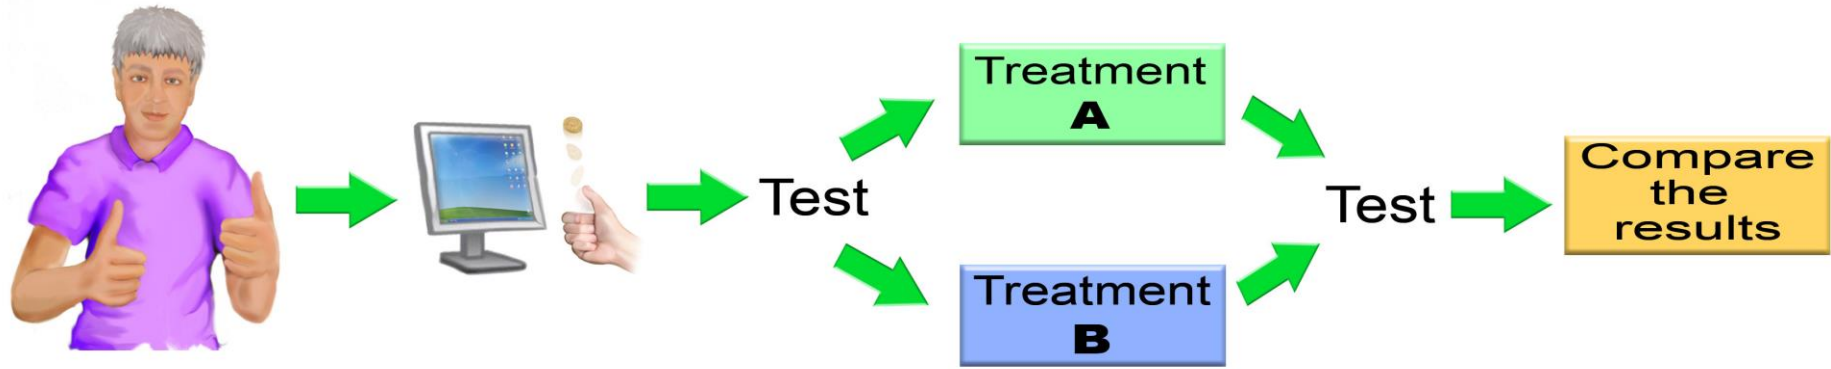 Test
Treatment
A
Treatment
B
Test
Compare
the
results